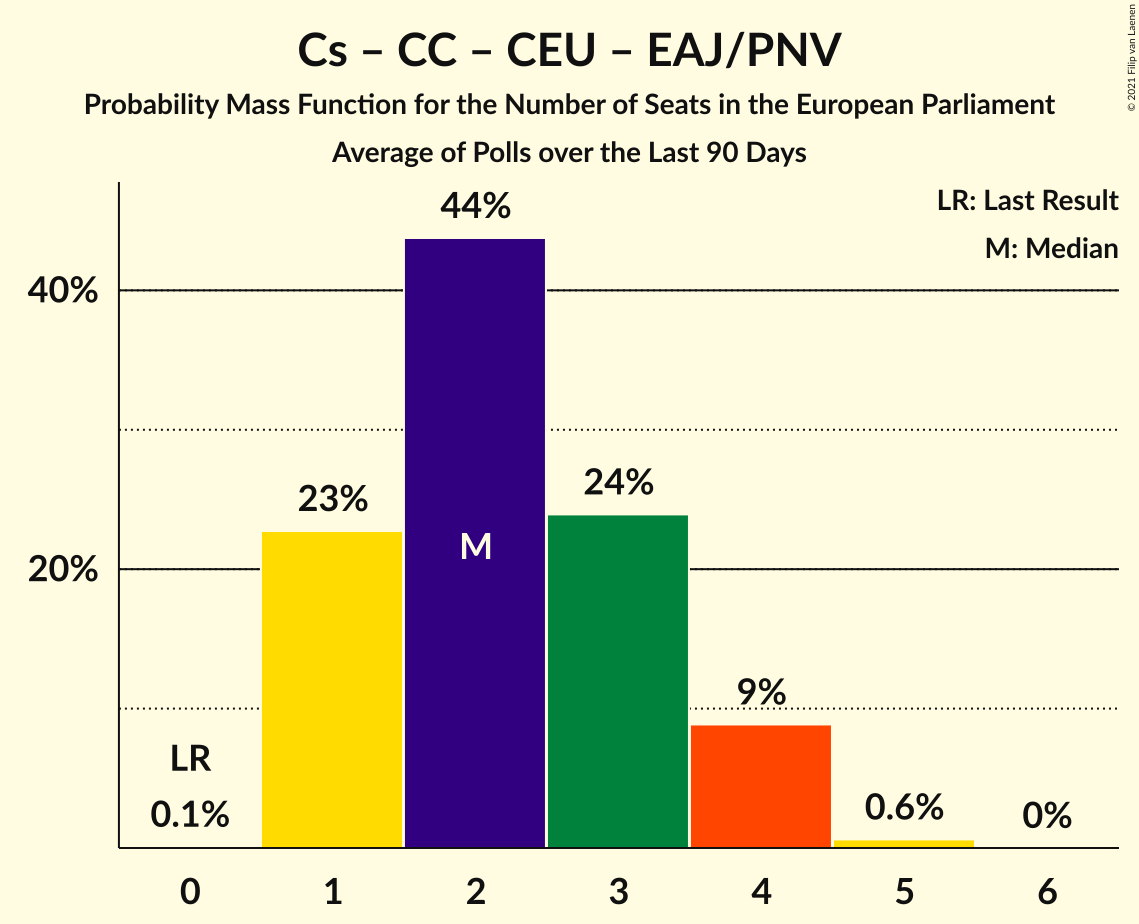 Cs – CC – CEU – EAJ/PNV
Probability Mass Function for the Number of Seats in the European Parliament
Average of Polls over the Last 90 Days
© 2021 Filip van Laenen
LR: Last Result
M: Median
44%
40%
24%
23%
M
20%
9%
LR
0.1%
0.6%
0%
0 1 2 3 4 5 6